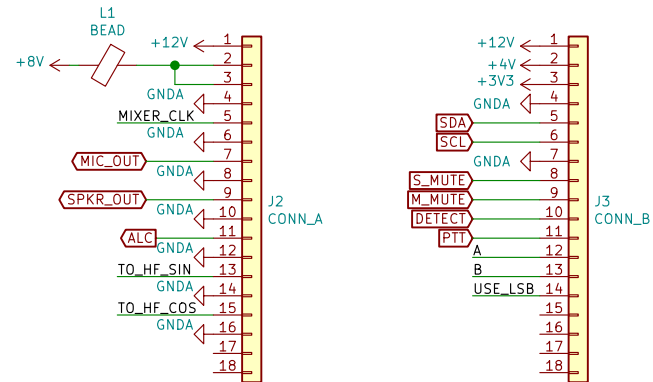 L1
BEAD
+8V
+12V
1
2
3
GNDA
4
MIXER_CLK
5
GNDA
6
MIC_OUT
7
GNDA
8
SPKR_OUT
9
GNDA
10
ALC
11
GNDA
12
TO_HF_SIN
13
GNDA
14
TO_HF_COS
15
GNDA
16
17
18
J2
CONN_A
+12V
1
+4V
2
+3V3
3
GNDA
4
SDA
5
SCL
6
GNDA
7
S_MUTE
8
M_MUTE
9
DETECT
10
PTT
11
A
12
B
13
USE_LSB
14
15
16
17
18
J3
CONN_B